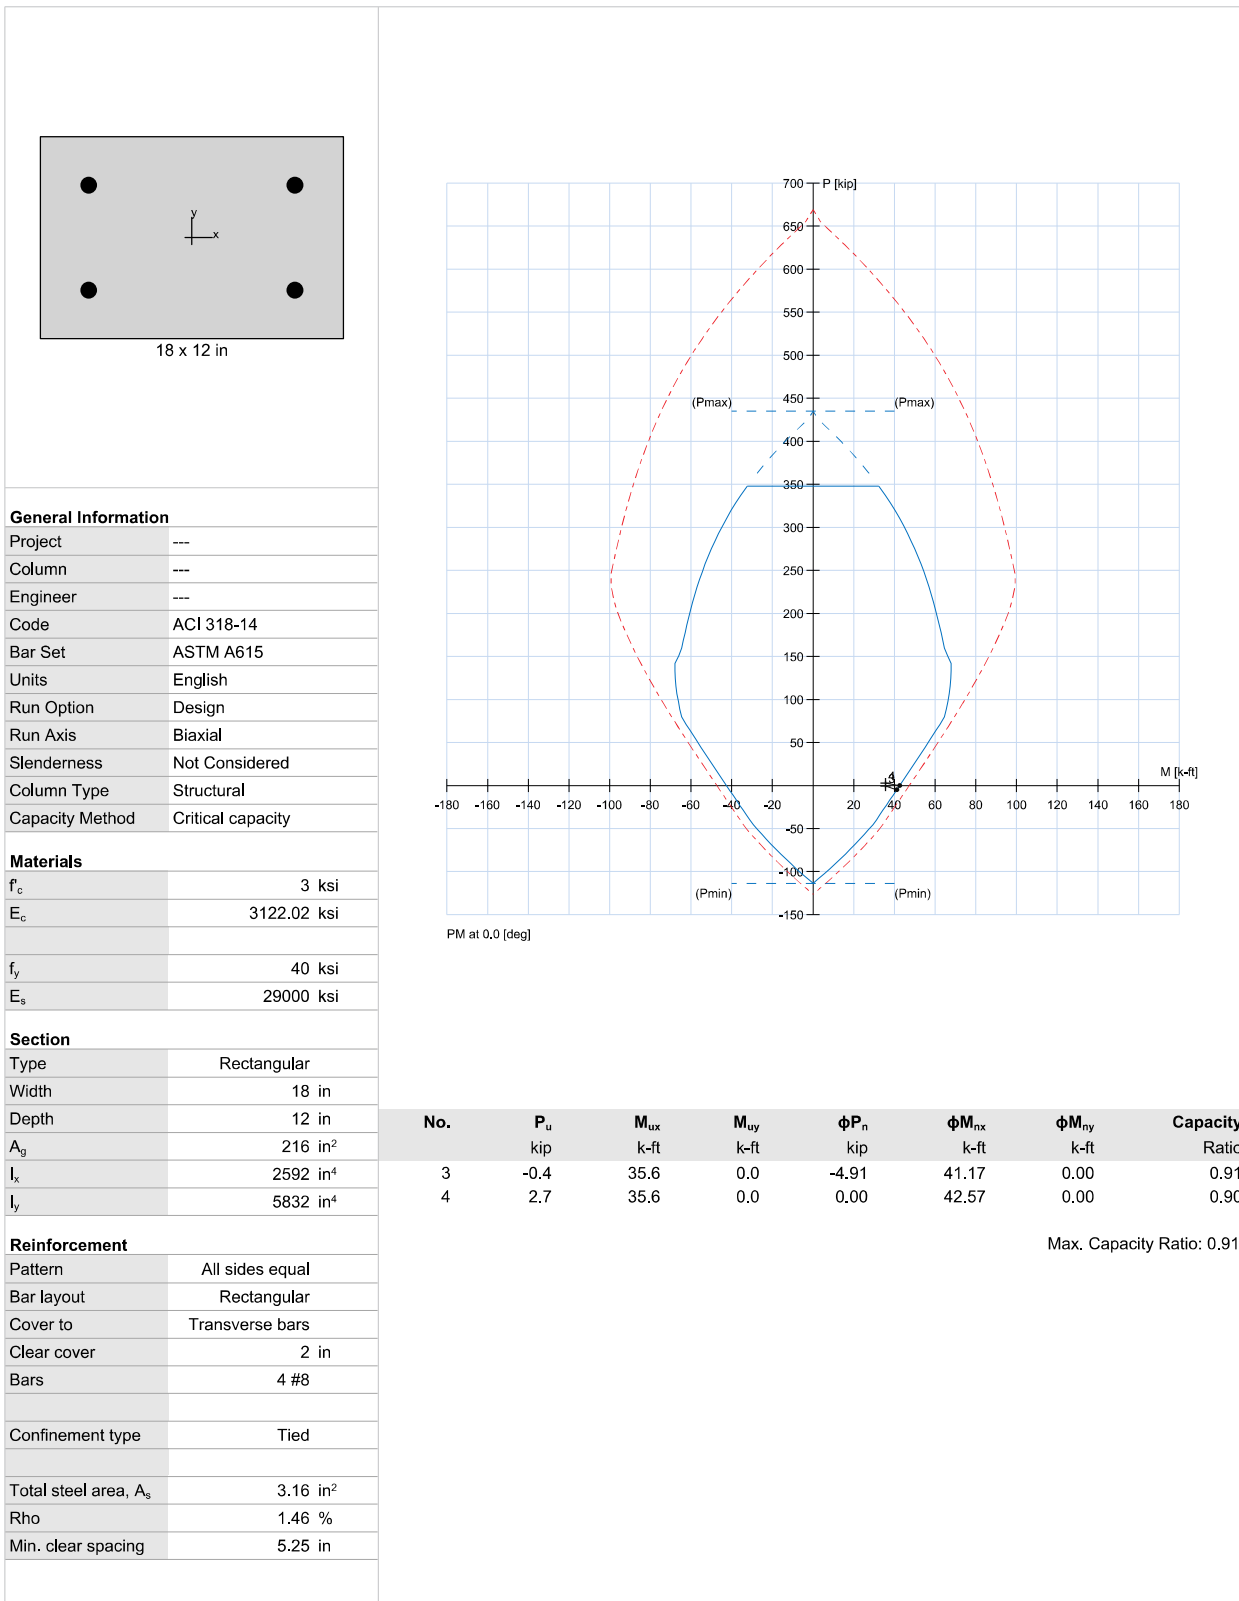 y
x
18 x 12 in
General Information
Project ---
Column ---
Engineer ---
Code ACI 318-14
Bar Set ASTM A615
Units English
Run Option Design
Run Axis Biaxial
Slenderness Not Considered
Column Type Structural
Capacity Method Critical capacity
Materials
f'c 3 ksi
Ec 3122.02 ksi
fy 40 ksi
Es 29000 ksi
Section
Type Rectangular
Width 18 in
Depth 12 in
Ag 216 in²
Ix 2592 in⁴
Iy 5832 in⁴
Reinforcement
Pattern All sides equal
Bar layout Rectangular
Cover to Transverse bars
Clear cover 2 in
Bars 4 #8
Confinement type Tied
Total steel area, As 3.16 in²
Rho 1.46 %
Min. clear spacing 5.25 in
700 P [kip]
650
600
550
500
450
(Pmax) (Pmax)
400
350
300
250
200
150
100
50
4
3
M [k-ft]
-180 -160 -140 -120 -100 -80 -60 -40 -20 20 40 60 80 100 120 140 160 180
-50
-100
(Pmin) (Pmin)
-150
PM at 0.0 [deg]
No. Pu Mux Muy ϕPn ϕMnx ϕMny Capacity
kip k-ft k-ft kip k-ft k-ft Ratio
3 -0.4 35.6 0.0 -4.91 41.17 0.00 0.91
4 2.7 35.6 0.0 0.00 42.57 0.00 0.90
Max. Capacity Ratio: 0.91